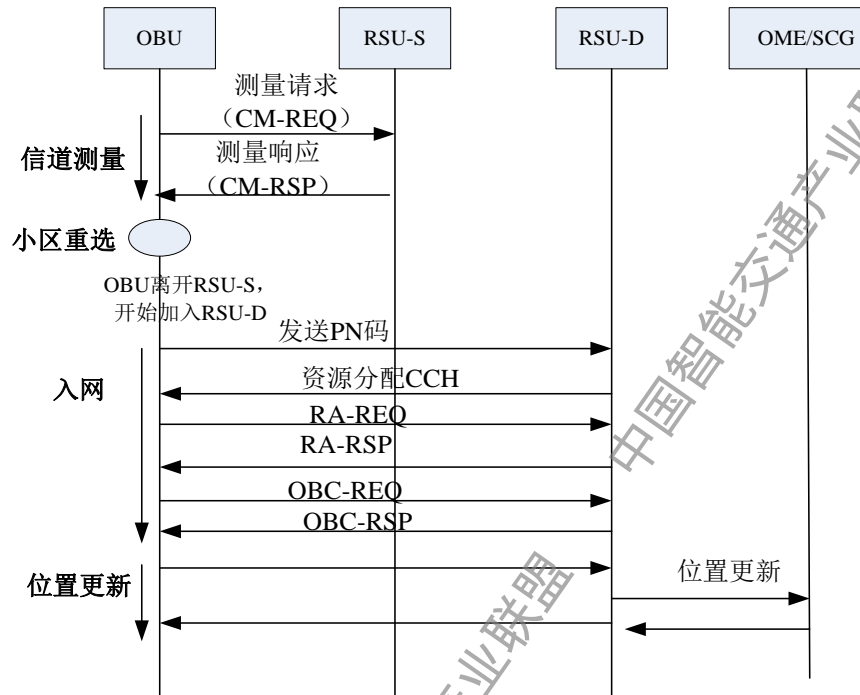 OBU
RSU-S
RSU-D
OME/SCG
测量请求
（CM-REQ）
信道测量
测量响应
（CM-RSP）
小区重选
OBU离开RSU-S，
开始加入RSU-D
发送PN码
入网
资源分配CCH
RA-REQ
RA-RSP
OBC-REQ
OBC-RSP
位置更新
位置更新
中国智能交通产业联
产业联盟